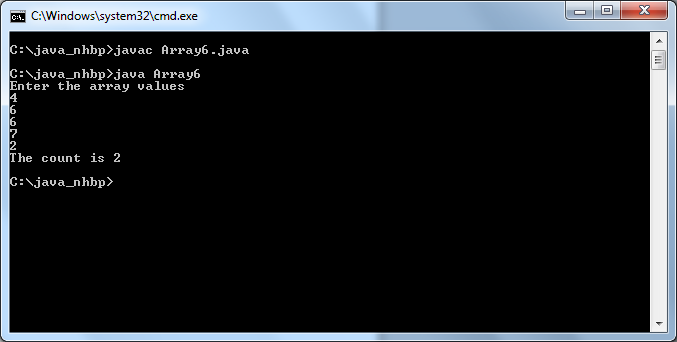 C:\Windows\system32\cmd.exe
C:\java_nhbp>javac Array6.java
C:\java_nhbp>java Array6
Enter the array values
4
6
6
7
2
The count is 2
C:\java_nhbp>